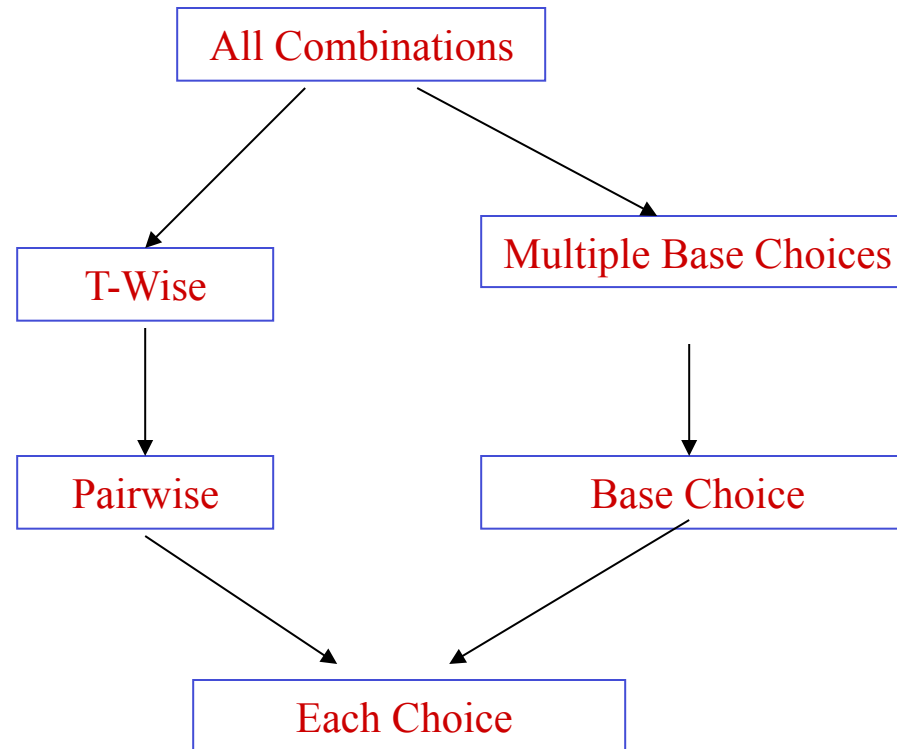 All Combinations
Multiple Base Choices
T-Wise
Pairwise
Base Choice
Each Choice